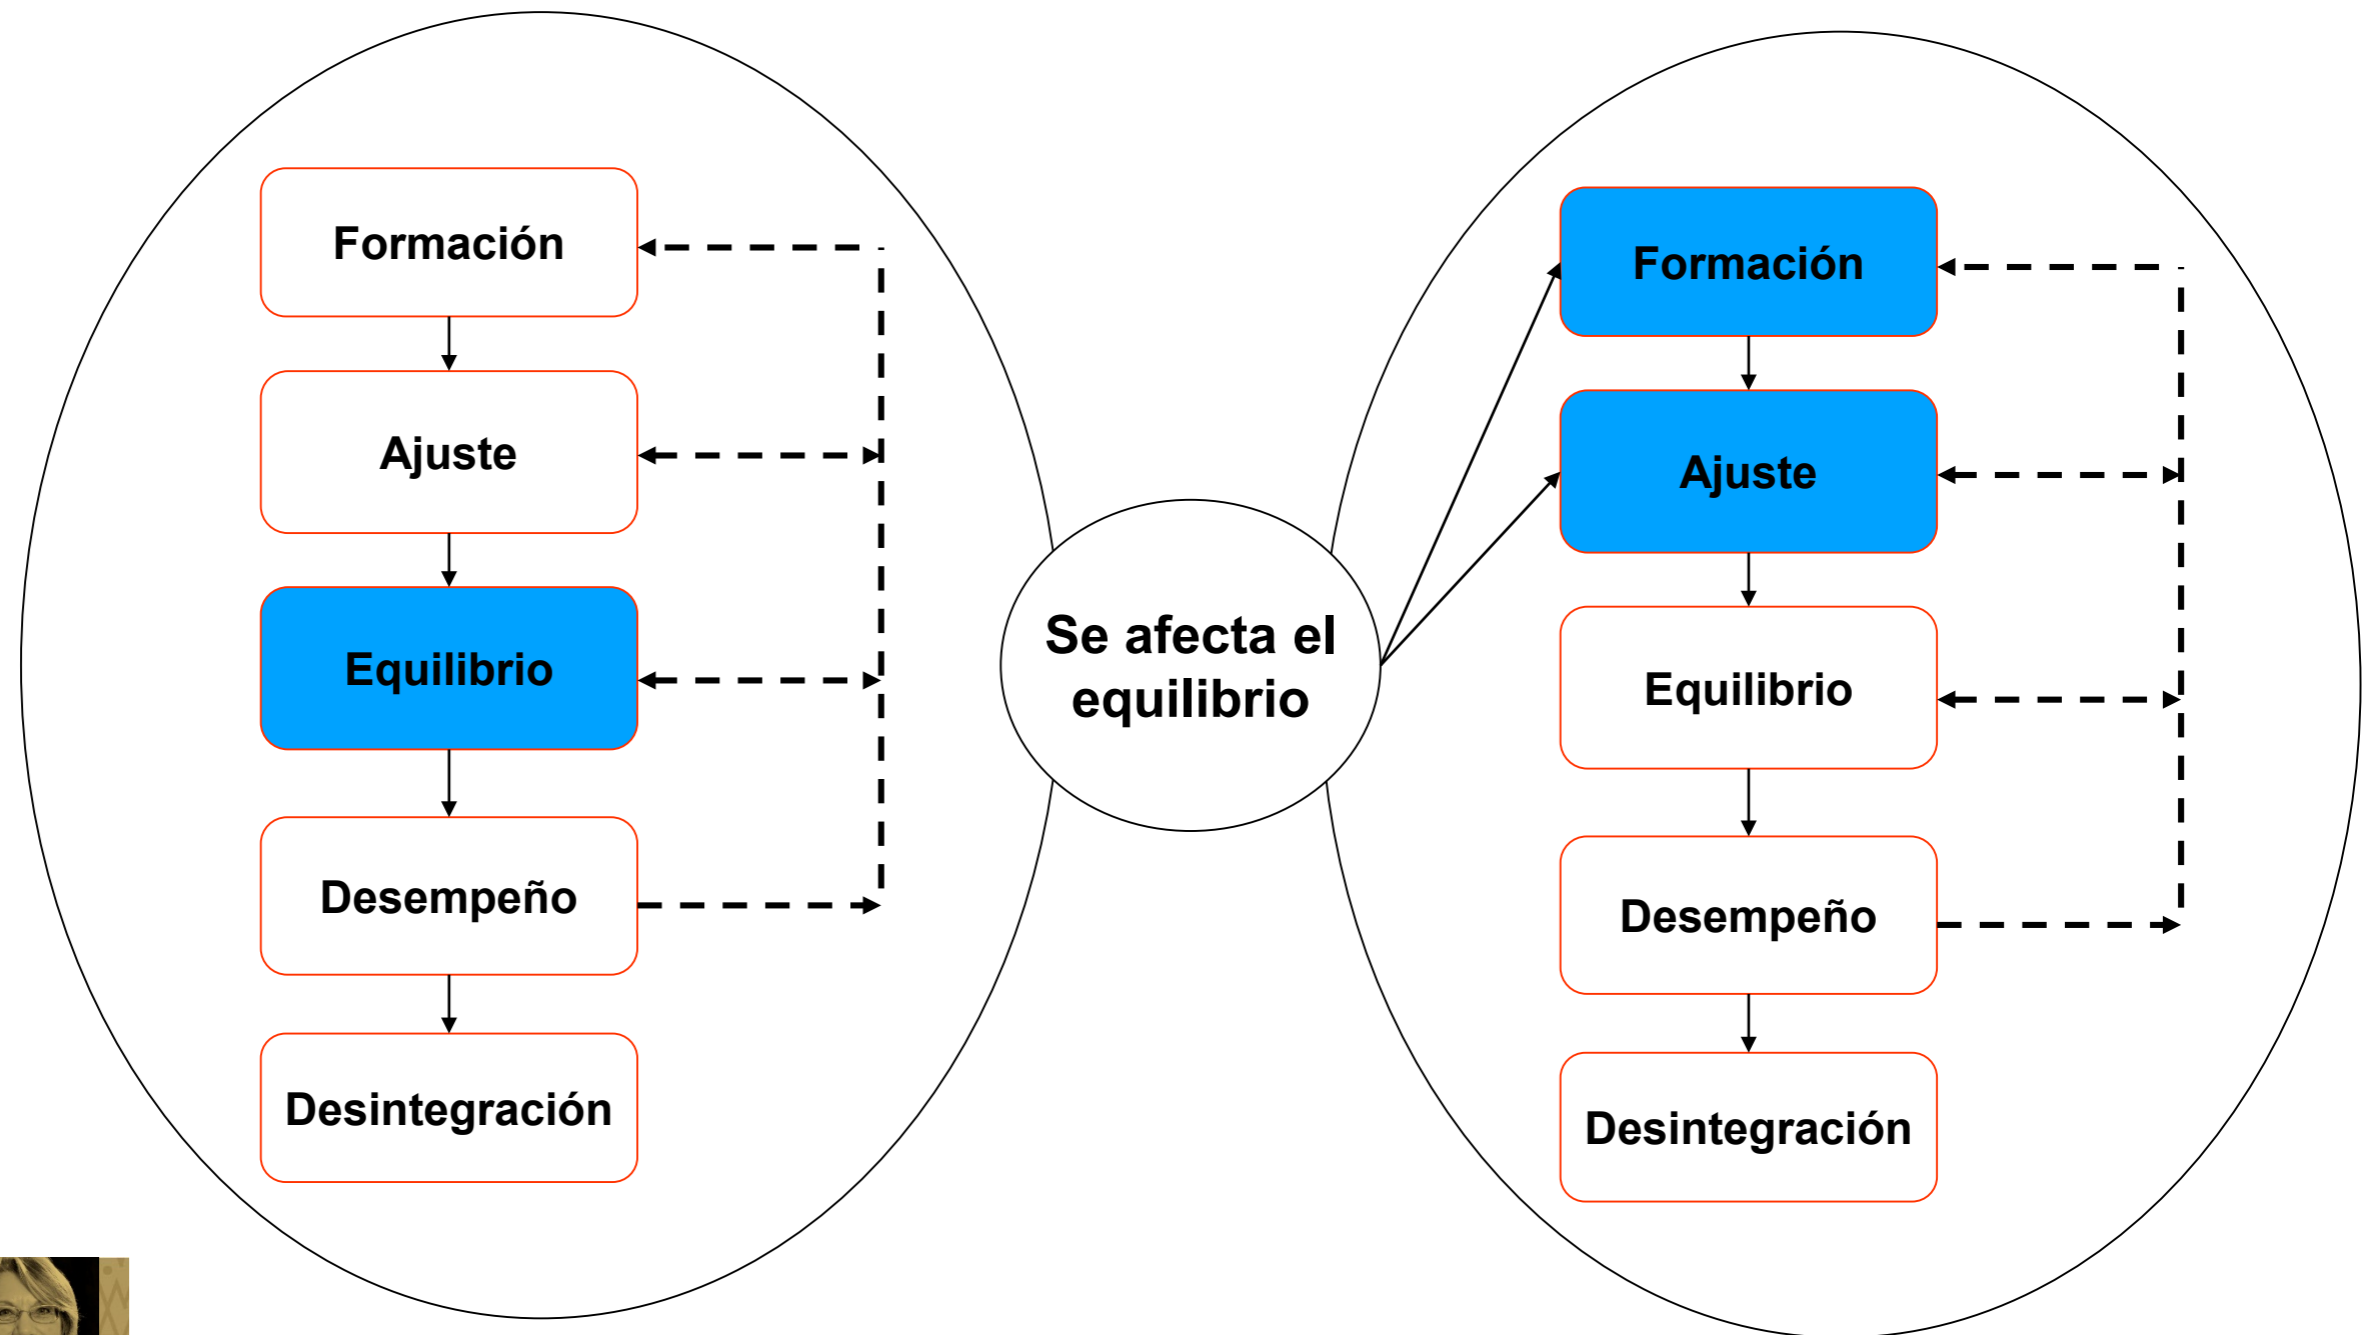 Formación
Ajuste
Equilibrio
Desempeño
Desintegración
Se afecta el
equilibrio
Formación
Ajuste
Equilibrio
Desempeño
Desintegración